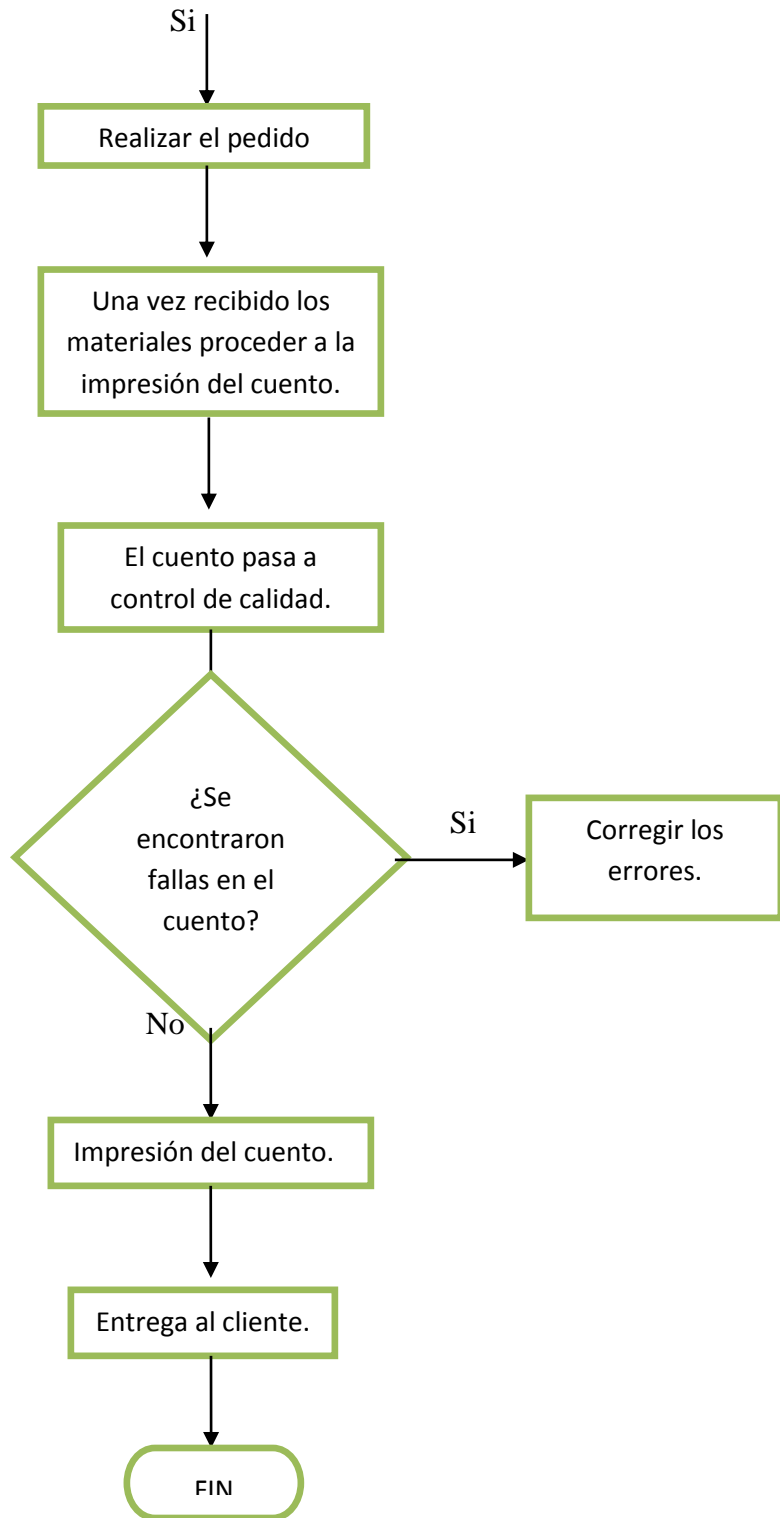 Si
Realizar el pedido
Una vez recibido los
materiales proceder a la
impresión del cuento.
El cuento pasa a
control de calidad.
¿Se
encontraron
fallas en el
cuento?
Si
Corregir los
errores.
No
Impresión del cuento.
Entrega al cliente.
FIN